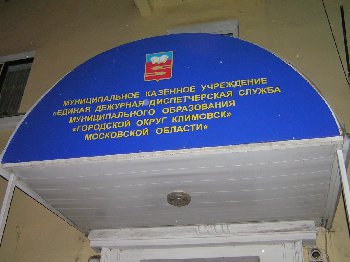 МУНИЦИПАЛЬНОЕ КАЗЕННОЕ УЧРЕЖДЕНИЕ
«ЕДИНАЯ ДЕЖУРНАЯ ДИСПЕТЧЕРСКАЯ СЛУЖБА
МУНИЦИПАЛЬНОГО ОБРАЗОВАНИЯ
«ГОРОДСКОЙ ОКРУГ КЛИМОВСК»
МОСКОВСКОЙ ОБЛАСТИ»